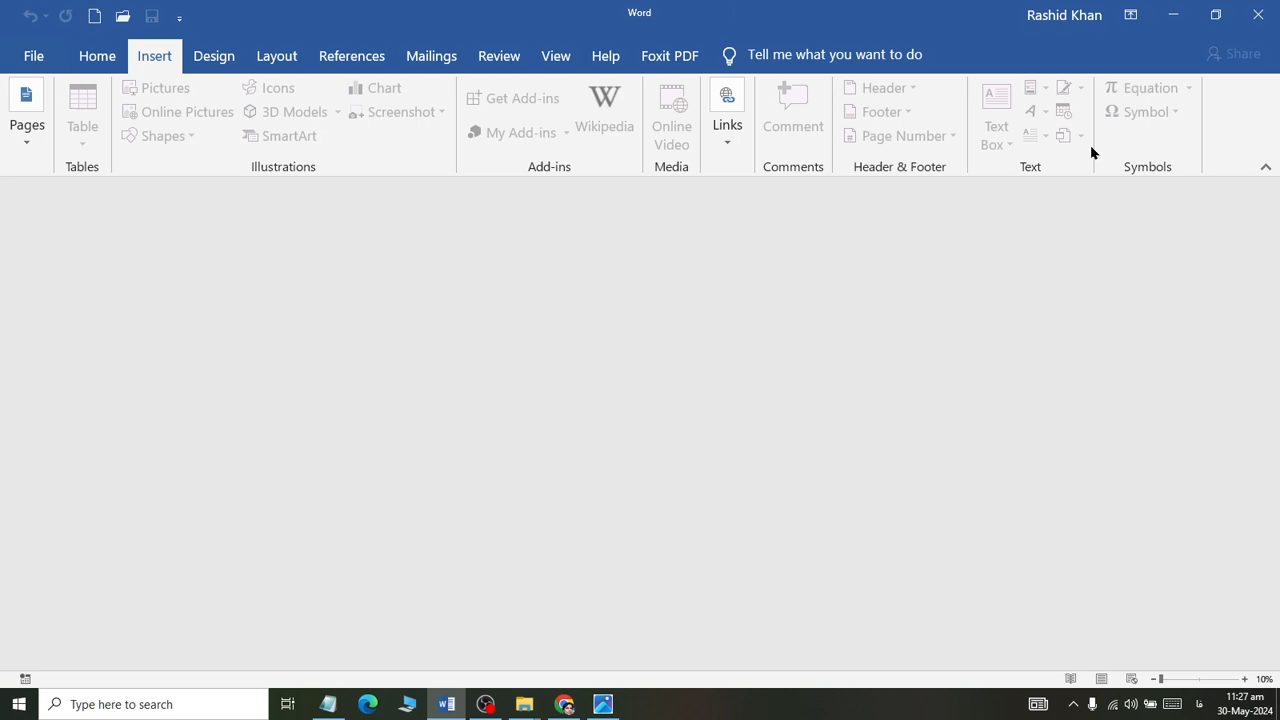 Word
Rashid Khan
File Home Insert Design Layout References Mailings Review View Help Foxit PDF Tell me what you want to do Share
Pages
Table
Tables
Pictures
Online Pictures
Shapes
Icons
3D Models
SmartArt
Chart
Screenshot
Illustrations
Get Add-ins
My Add-ins
W
Wikipedia
Add-ins
Online
Video
Media
Links
Comment
Comments
Header
Footer
Page Number
Header & Footer
Text
Box
Text
π Equation
Ω Symbol
Symbols
10%
Type here to search
11:27 am
30-May-2024